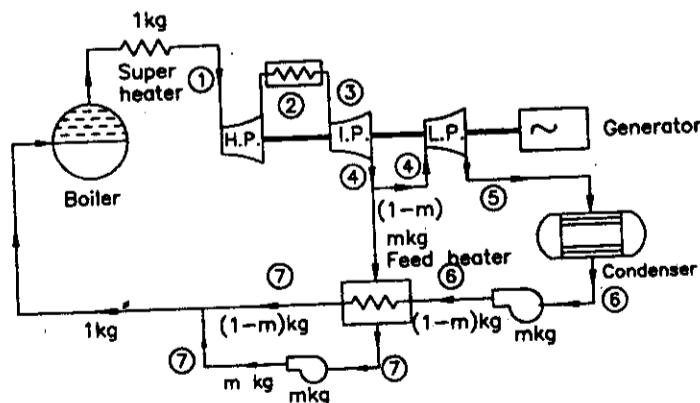 1kg
Super
heater
①
②
③
H.P.
I.P.
L.P.
~
Generator
Boiler
④
④
⑤
(1-m)
mkg
Feed heater
⑦
⑥
Condenser
⑥
(1-m)kg
(1-m)kg
mkg
1kg
⑦
m kg
mkg
⑦